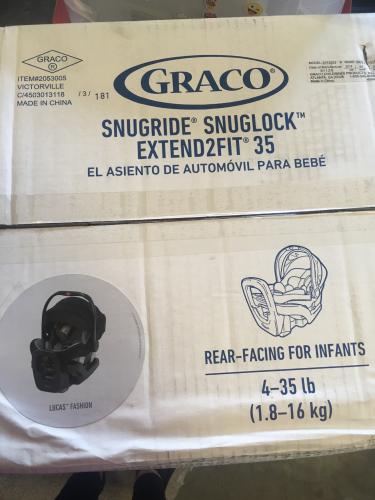 GRACO
ITEM#2053005
VICTORVILLE
C/4503013118 / 3 / 181
MADE IN CHINA
GRACO®
SNUGRIDE® SNUGLOCK™
EXTEND2FIT® 35
EL ASIENTO DE AUTOMÓVIL PARA BEBÉ
LUCAS™ FASHION
REAR-FACING FOR INFANTS
4–35 lb
(1.8–16 kg)